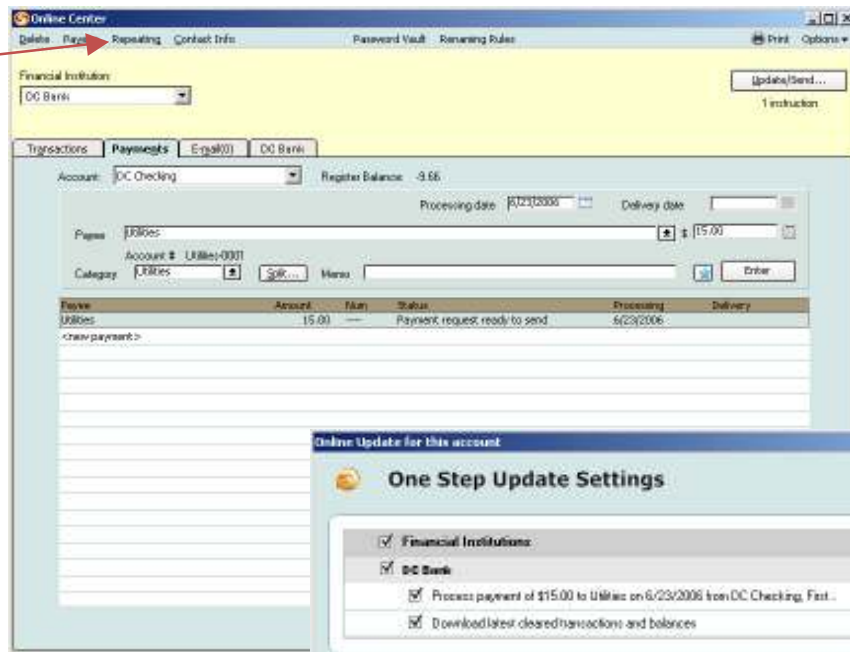 Online Center
Delete Payees Repeating Contact Info Password Vault Renaming Rules Print Options
Financial Institution
DC Bank
Update/Send...
1 instruction
Transactions Payments E-mail(0) DC Bank
Account: DC Checking Register Balance: -9.66
Processing date 6/23/2006 Delivery date
Payee Utilities $ 15.00
Account # Utilities-0001
Category Utilities Split... Memo Enter
Payee Amount Num Status Processing Delivery
Utilities 15.00 ---- Payment request ready to send 6/23/2006
<new payment>
Online Update for this account
One Step Update Settings
Financial Institutions
DC Bank
Process payment of $15.00 to Utilities on 6/23/2006 from DC Checking, First...
Download latest cleared transactions and balances